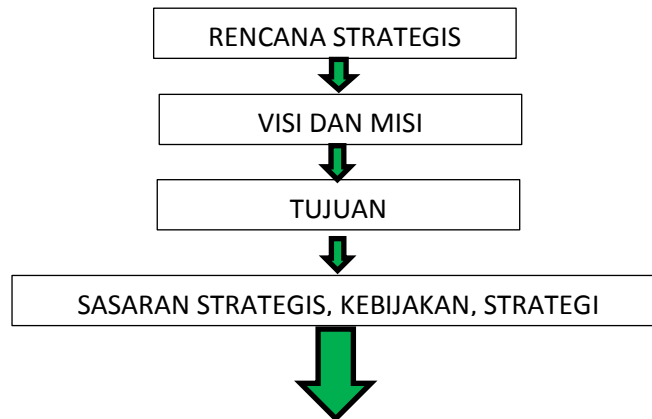 RENCANA STRATEGIS
VISI DAN MISI
TUJUAN
SASARAN STRATEGIS, KEBIJAKAN, STRATEGI